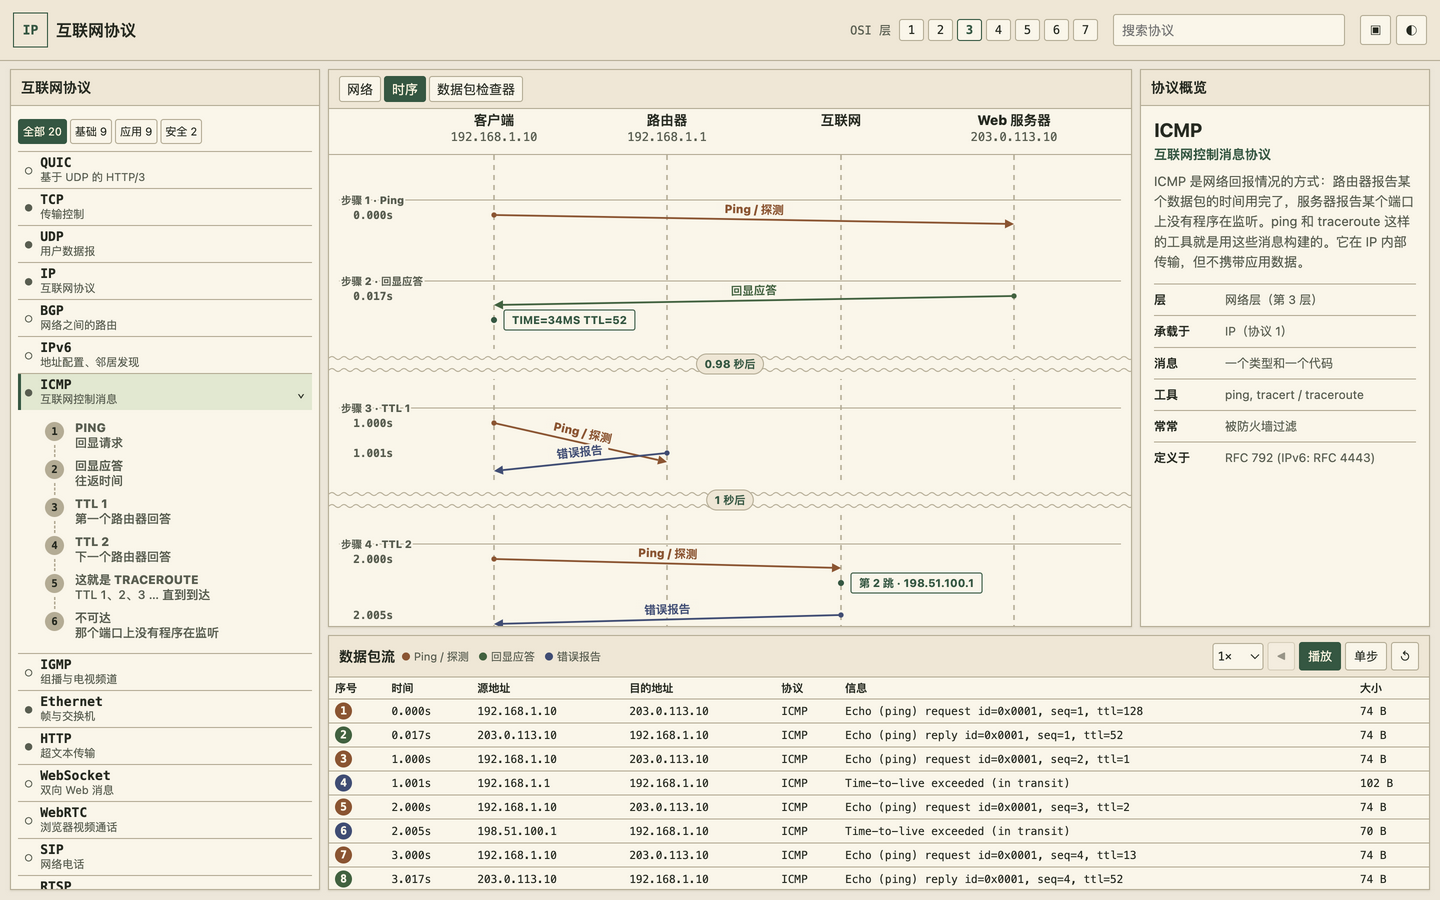 IP 互联网协议 OSI 层 1 2 3 4 5 6 7 搜索协议
互联网协议
全部 20 基础 9 应用 9 安全 2
QUIC
基于 UDP 的 HTTP/3
TCP
传输控制
UDP
用户数据报
IP
互联网协议
BGP
网络之间的路由
IPv6
地址配置、邻居发现
ICMP
互联网控制消息
1 PING
回显请求
2 回显应答
往返时间
3 TTL 1
第一个路由器回答
4 TTL 2
下一个路由器回答
5 这就是 TRACEROUTE
TTL 1、2、3 ... 直到到达
6 不可达
那个端口上没有程序在监听
IGMP
组播与电视频道
Ethernet
帧与交换机
HTTP
超文本传输
WebSocket
双向 Web 消息
WebRTC
浏览器视频通话
SIP
网络电话
RTSP
网络 时序 数据包检查器
客户端 路由器 互联网 Web 服务器
192.168.1.10 192.168.1.1 203.0.113.10
步骤 1 · Ping
0.000s Ping / 探测
步骤 2 · 回显应答
0.017s 回显应答
TIME=34MS TTL=52
0.98 秒后
步骤 3 · TTL 1
1.000s Ping / 探测
1.001s 错误报告
1 秒后
步骤 4 · TTL 2
2.000s Ping / 探测
第 2 跳 · 198.51.100.1
2.005s 错误报告
协议概览
ICMP
互联网控制消息协议
ICMP 是网络回报情况的方式：路由器报告某
个数据包的时间用完了，服务器报告某个端口
上没有程序在监听。ping 和 traceroute 这样
的工具就是用这些消息构建的。它在 IP 内部
传输，但不携带应用数据。
层 网络层（第 3 层）
承载于 IP（协议 1）
消息 一个类型和一个代码
工具 ping, tracert / traceroute
常常 被防火墙过滤
定义于 RFC 792 (IPv6: RFC 4443)
数据包流 Ping / 探测 回显应答 错误报告 1× 播放 单步
序号 时间 源地址 目的地址 协议 信息 大小
1 0.000s 192.168.1.10 203.0.113.10 ICMP Echo (ping) request id=0x0001, seq=1, ttl=128 74 B
2 0.017s 203.0.113.10 192.168.1.10 ICMP Echo (ping) reply id=0x0001, seq=1, ttl=52 74 B
3 1.000s 192.168.1.10 203.0.113.10 ICMP Echo (ping) request id=0x0001, seq=2, ttl=1 74 B
4 1.001s 192.168.1.1 192.168.1.10 ICMP Time-to-live exceeded (in transit) 102 B
5 2.000s 192.168.1.10 203.0.113.10 ICMP Echo (ping) request id=0x0001, seq=3, ttl=2 74 B
6 2.005s 198.51.100.1 192.168.1.10 ICMP Time-to-live exceeded (in transit) 70 B
7 3.000s 192.168.1.10 203.0.113.10 ICMP Echo (ping) request id=0x0001, seq=4, ttl=13 74 B
8 3.017s 203.0.113.10 192.168.1.10 ICMP Echo (ping) reply id=0x0001, seq=4, ttl=52 74 B